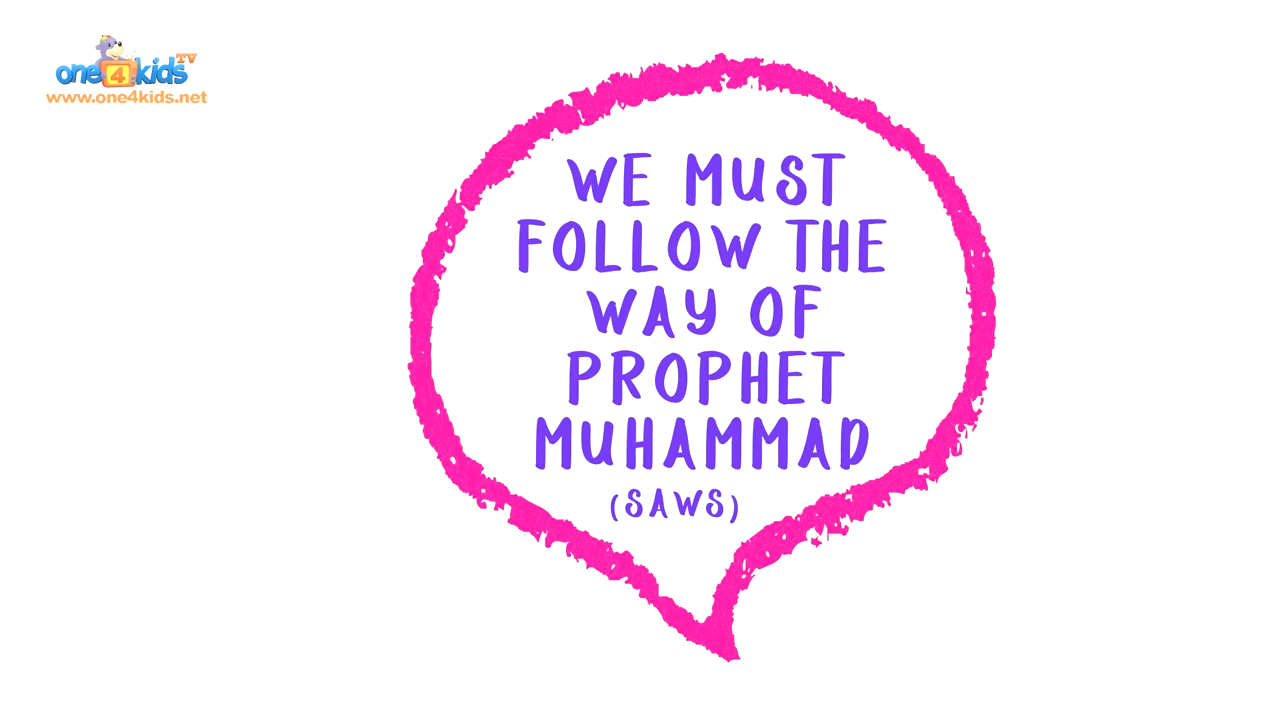 one4kids TV
www.one4kids.net
WE MUST
FOLLOW THE
WAY OF
PROPHET
MUHAMMAD
(SAWS)